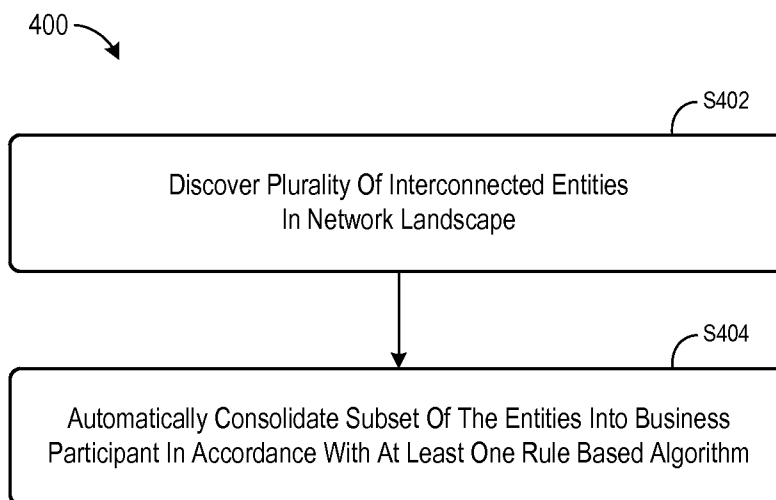 400
S402
Discover Plurality Of Interconnected Entities
In Network Landscape
S404
Automatically Consolidate Subset Of The Entities Into Business
Participant In Accordance With At Least One Rule Based Algorithm